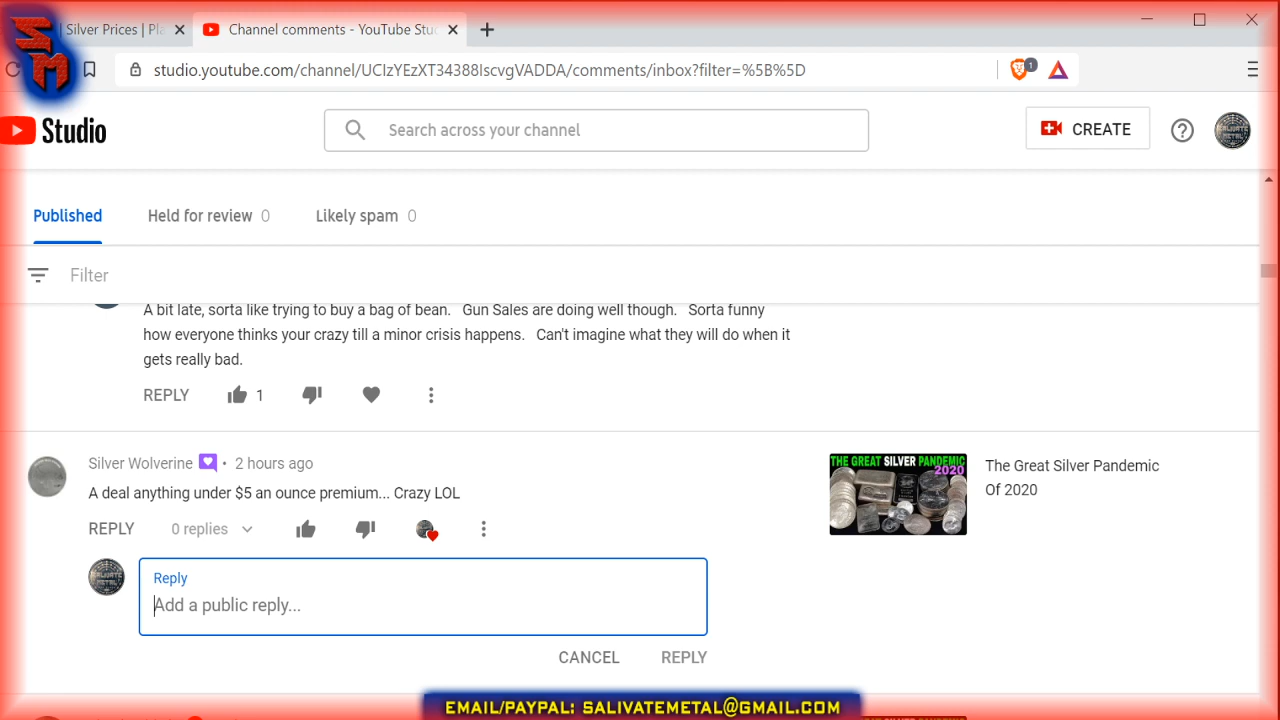 SM
Silver Prices | Pla
Channel comments - YouTube Stu
studio.youtube.com/channel/UCIzYEzXT34388IscvgVADDA/comments/inbox?filter=%5B%5D
1
Studio
Search across your channel
CREATE
Published
Held for review 0
Likely spam 0
Filter
A bit late, sorta like trying to buy a bag of bean. Gun Sales are doing well though. Sorta funny
how everyone thinks your crazy till a minor crisis happens. Can't imagine what they will do when it
gets really bad.
REPLY 1
Silver Wolverine • 2 hours ago
A deal anything under $5 an ounce premium... Crazy LOL
REPLY 0 replies
THE GREAT SILVER PANDEMIC
2020
The Great Silver Pandemic
Of 2020
Reply
Add a public reply...
CANCEL REPLY
EMAIL/PAYPAL: SALIVATEMETAL@GMAIL.COM